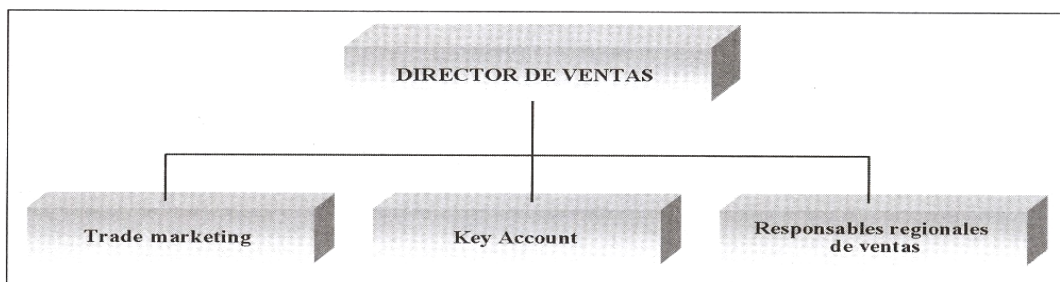 DIRECTOR DE VENTAS
Trade marketing
Key Account
Responsables regionales
de ventas